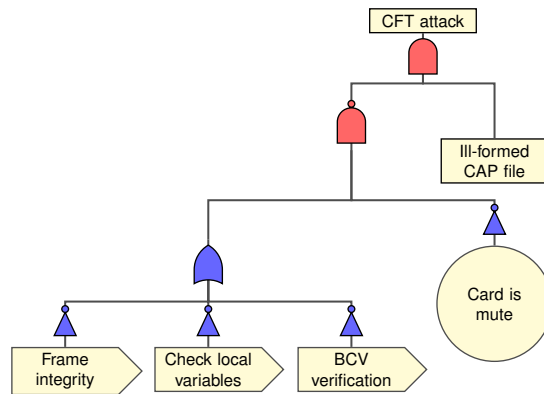 CFT attack
Ill-formed
CAP file
Card is
mute
Frame
integrity
Check local
variables
BCV
verification